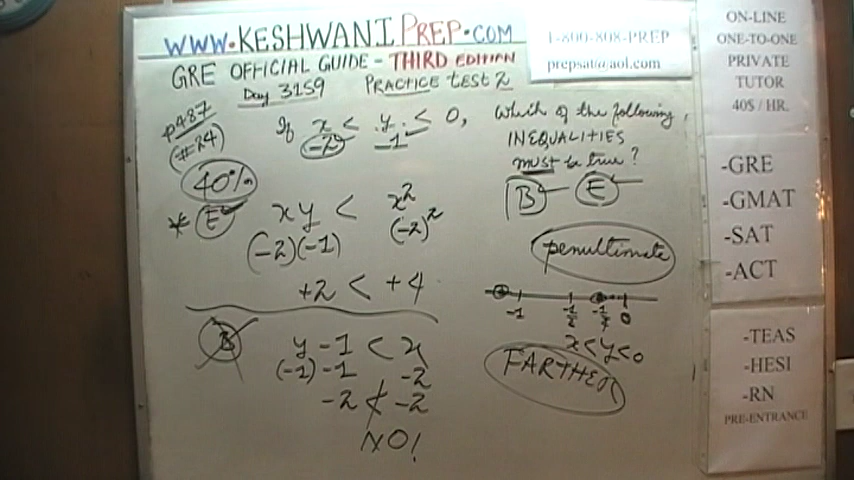 WWW.KESHWANIPREP.COM
1-800-808-PREP
prepsat@aol.com
GRE OFFICIAL GUIDE - THIRD EDITION
Day 3159 PRACTICE TEST 2
p487
(#24)
40%
If x < y < 0, Which of the following
-2 -1
INEQUALITIES
must be true?
B E
* E xy < x²
(-2)(-1) (-2)²
+2 < +4
penultimate
-1 -1/2 0
x<y<0
FARTHER
B y - 1 < x
(-1) -1 -2
-2 ≮ -2
NO!
ON-LINE
ONE-TO-ONE
PRIVATE
TUTOR
40$ / HR.
-GRE
-GMAT
-SAT
-ACT
-TEAS
-HESI
-RN
PRE-ENTRANCE